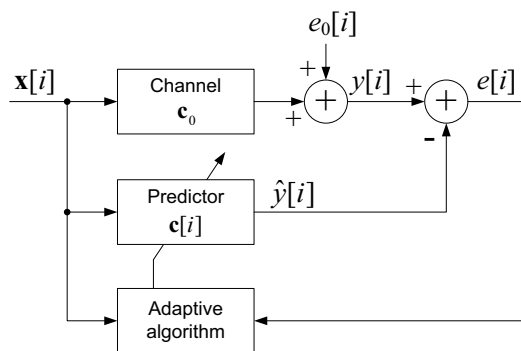 e₀[i]
x[i]
Channel
c₀
+
+
+
y[i]
+
+
-
e[i]
Predictor
c[i]
ŷ[i]
Adaptive
algorithm